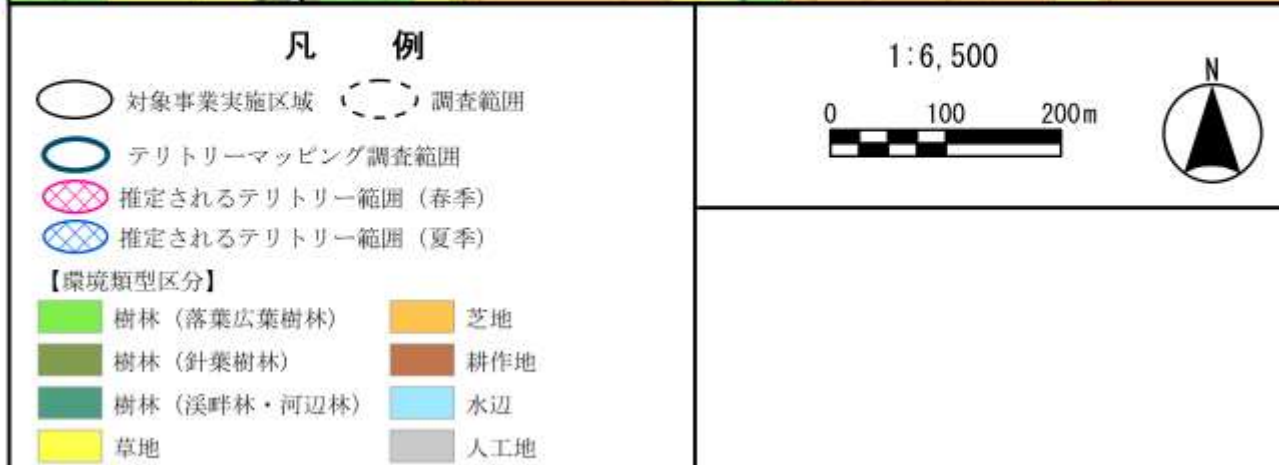 凡 例
対象事業実施区域 調査範囲
テリトリーマッピング調査範囲
推定されるテリトリー範囲（春季）
推定されるテリトリー範囲（夏季）
【環境類型区分】
樹林（落葉広葉樹林） 芝地
樹林（針葉樹林） 耕作地
樹林（渓畔林・河辺林） 水辺
草地 人工地
1:6,500
0 100 200m
N